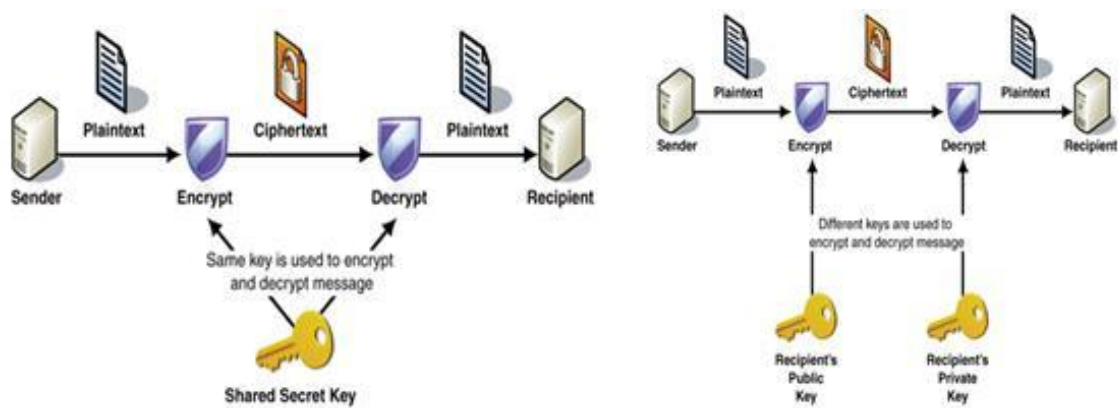 Plaintext
Ciphertext
Plaintext
Sender
Encrypt
Decrypt
Recipient
Same key is used to encrypt
and decrypt message
Shared Secret Key
Plaintext
Ciphertext
Plaintext
Sender
Encrypt
Decrypt
Recipient
Different keys are used to
encrypt and decrypt message
Recipient's
Public
Key
Recipient's
Private
Key